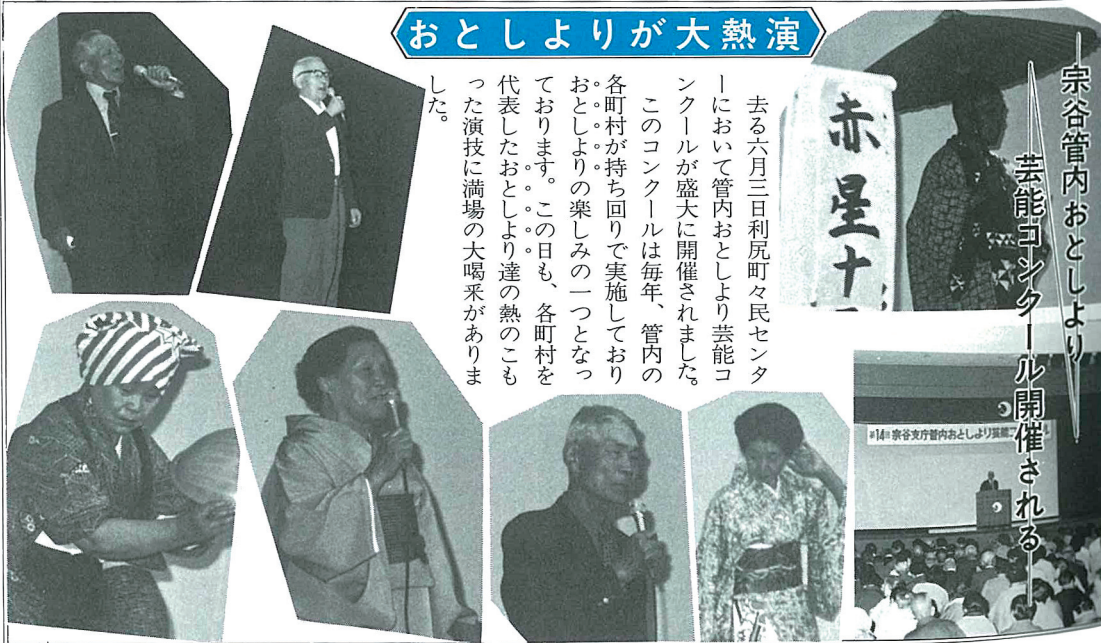 おとしよりが大熱演
宗谷管内おとしより
芸能コンクール開催される
去る六月三日利尻町々民センタ
ーにおいて管内おとしより芸能コ
ンクールが盛大に開催されました。
このコンクールは毎年、管内の
各町村が持ち回りで実施しており
おとしよりの楽しみの一つとなっ
ております。この日も、各町村を
代表したおとしより達の熱のこも
った演技に満場の大喝采がありま
した。
赤星十
第14回 宗谷支庁管内おとしより芸能